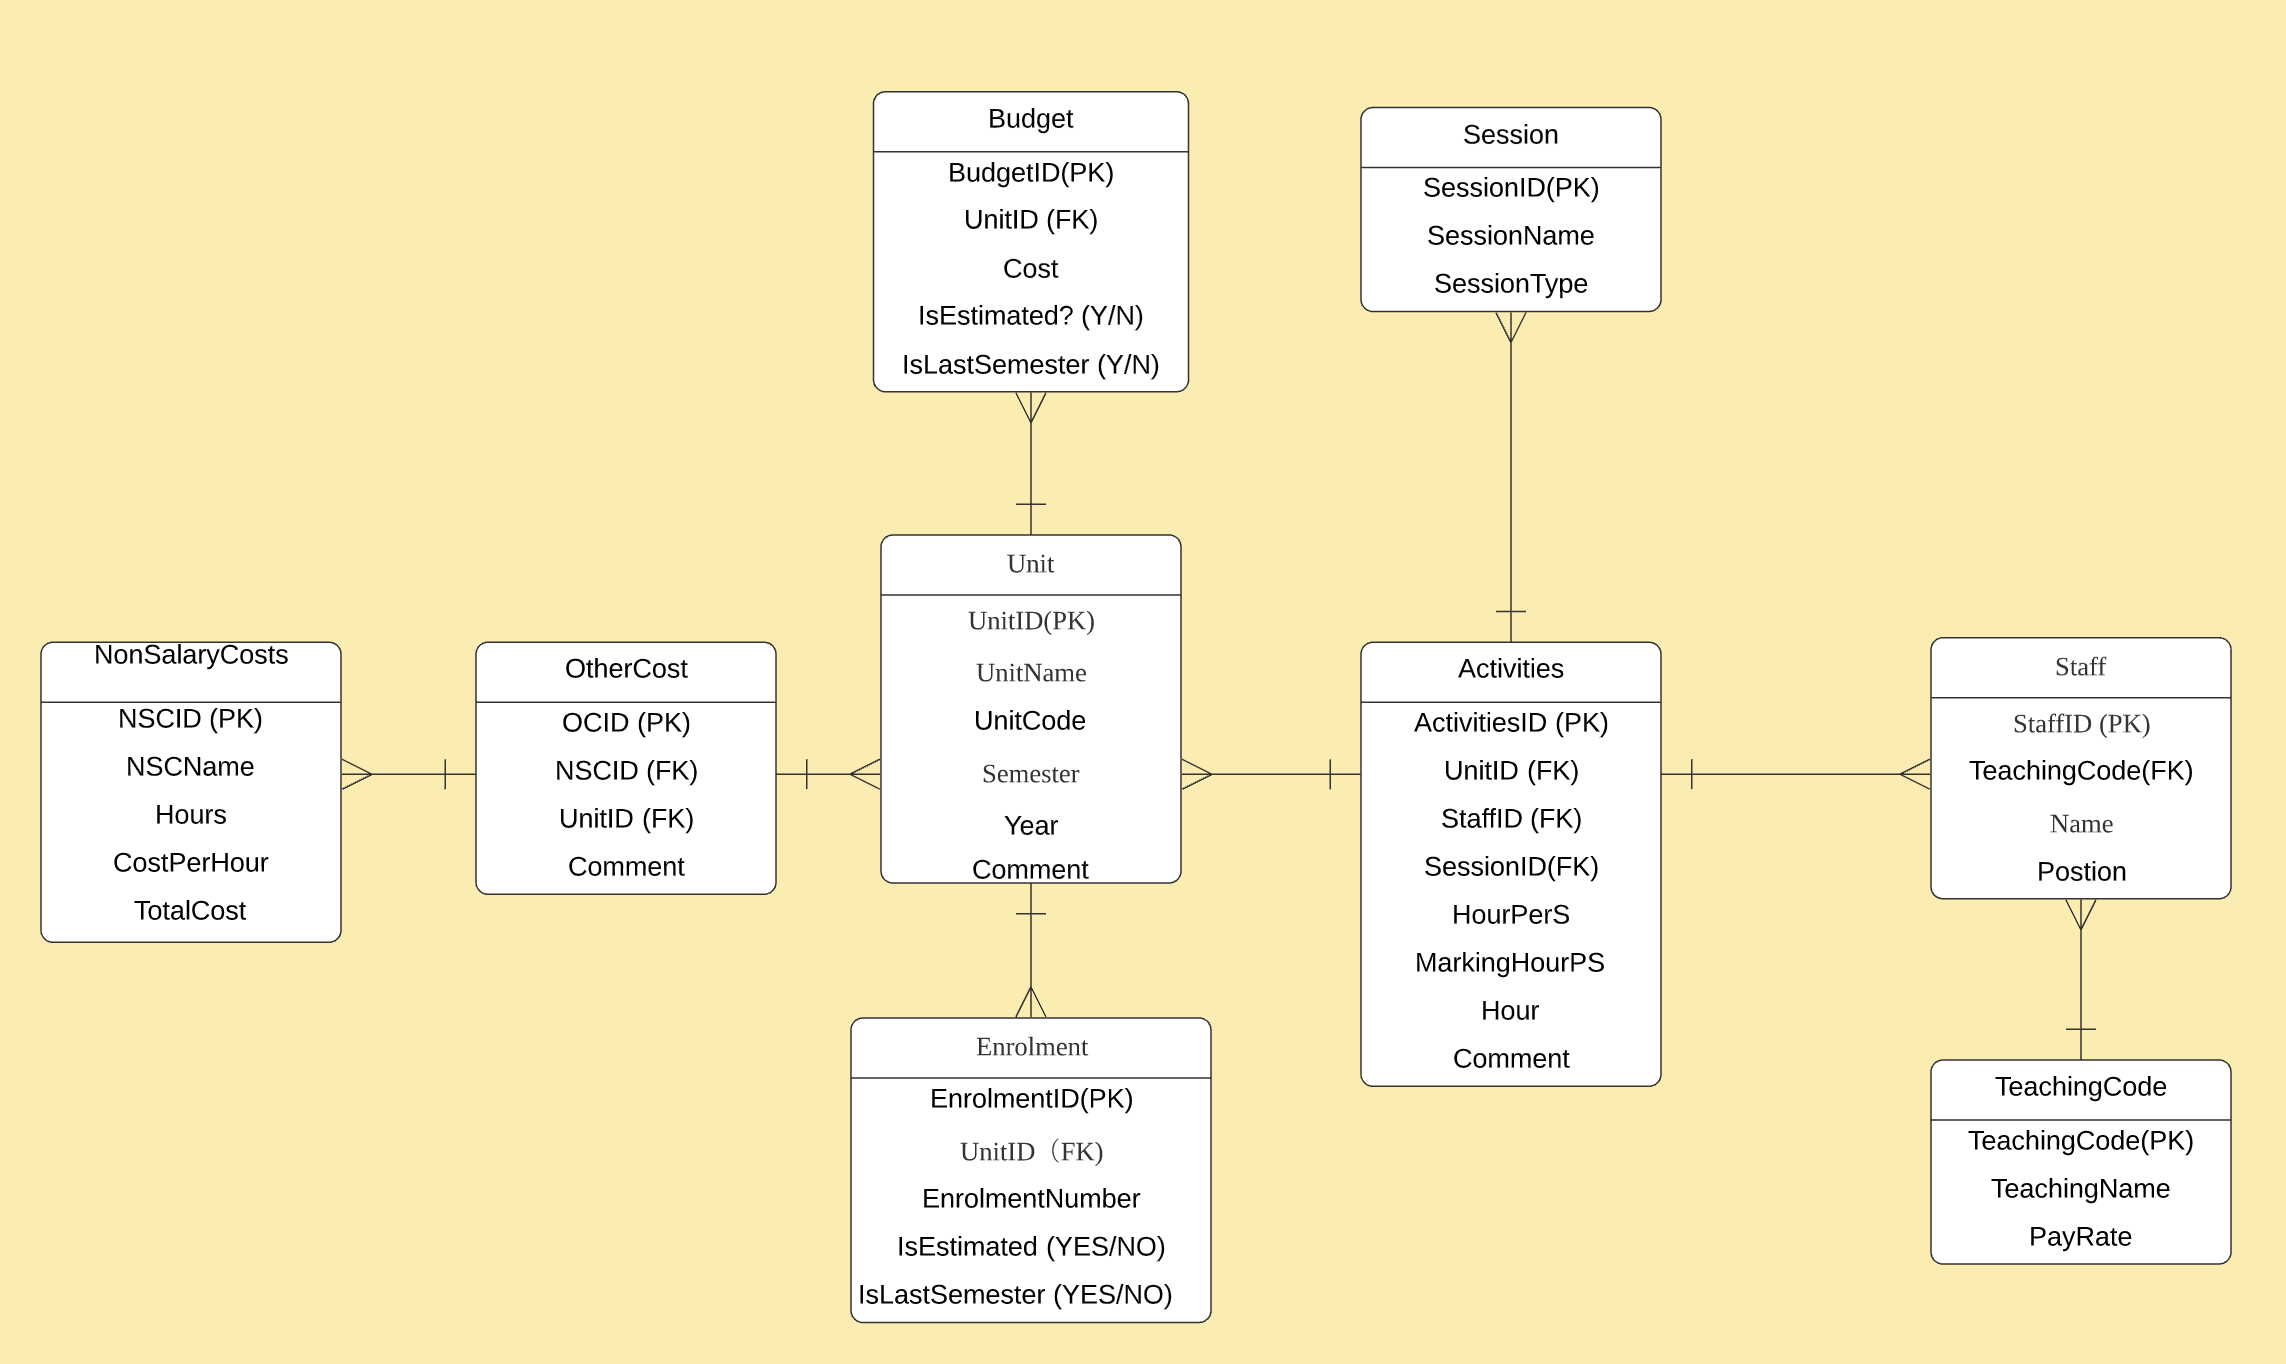 Budget
BudgetID(PK)
UnitID (FK)
Cost
IsEstimated? (Y/N)
IsLastSemester (Y/N)
Session
SessionID(PK)
SessionName
SessionType
NonSalaryCosts
NSCID (PK)
NSCName
Hours
CostPerHour
TotalCost
OtherCost
OCID (PK)
NSCID (FK)
UnitID (FK)
Comment
Unit
UnitID(PK)
UnitName
UnitCode
Semester
Year
Comment
Activities
ActivitiesID (PK)
UnitID (FK)
StaffID (FK)
SessionID(FK)
HourPerS
MarkingHourPS
Hour
Comment
Staff
StaffID (PK)
TeachingCode(FK)
Name
Postion
Enrolment
EnrolmentID(PK)
UnitID（FK)
EnrolmentNumber
IsEstimated (YES/NO)
IsLastSemester (YES/NO)
TeachingCode
TeachingCode(PK)
TeachingName
PayRate